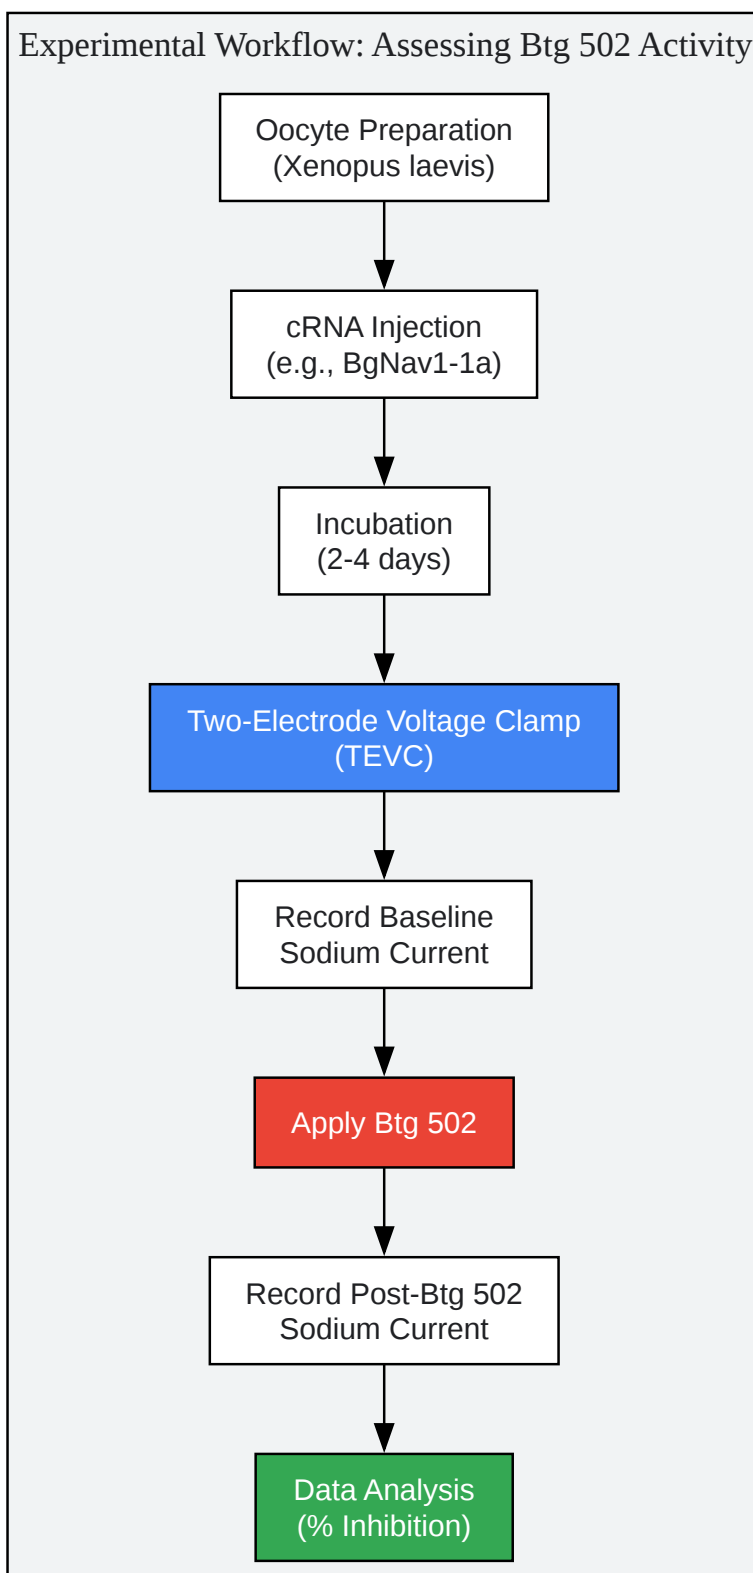 Experimental Workflow: Assessing Btg 502 Activity
Oocyte Preparation
(Xenopus laevis)
cRNA Injection
(e.g., BgNav1-1a)
Incubation
(2-4 days)
Two-Electrode Voltage Clamp
(TEVC)
Record Baseline
Sodium Current
Apply Btg 502
Record Post-Btg 502
Sodium Current
Data Analysis
(% Inhibition)